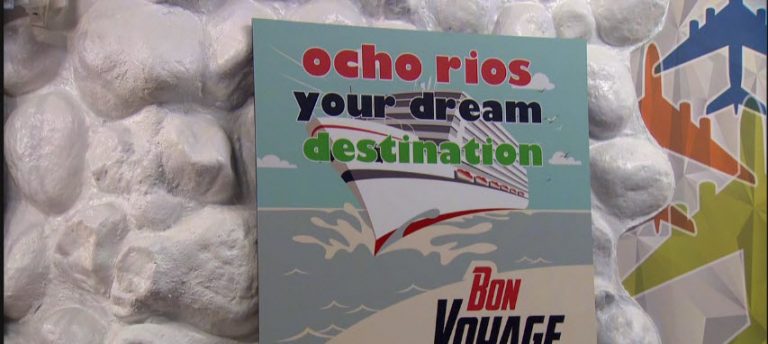 ocho rios
your dream
destination
BON
VOYAGE